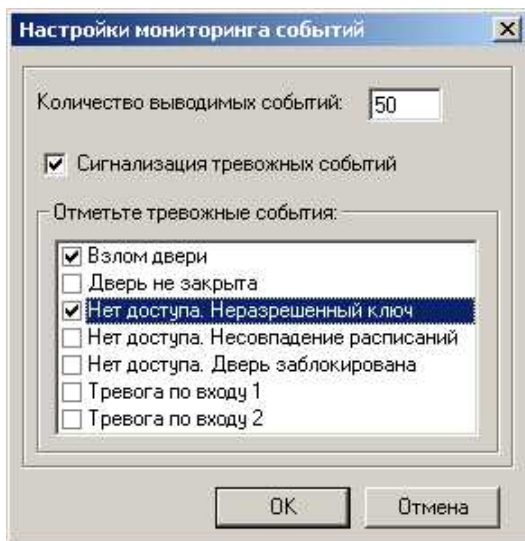 Настройки мониторинга событий
Количество выводимых событий: 50
Сигнализация тревожных событий
Отметьте тревожные события:
Взлом двери
Дверь не закрыта
Нет доступа. Неразрешенный ключ
Нет доступа. Несовпадение расписаний
Нет доступа. Дверь заблокирована
Тревога по входу 1
Тревога по входу 2
OK Отмена